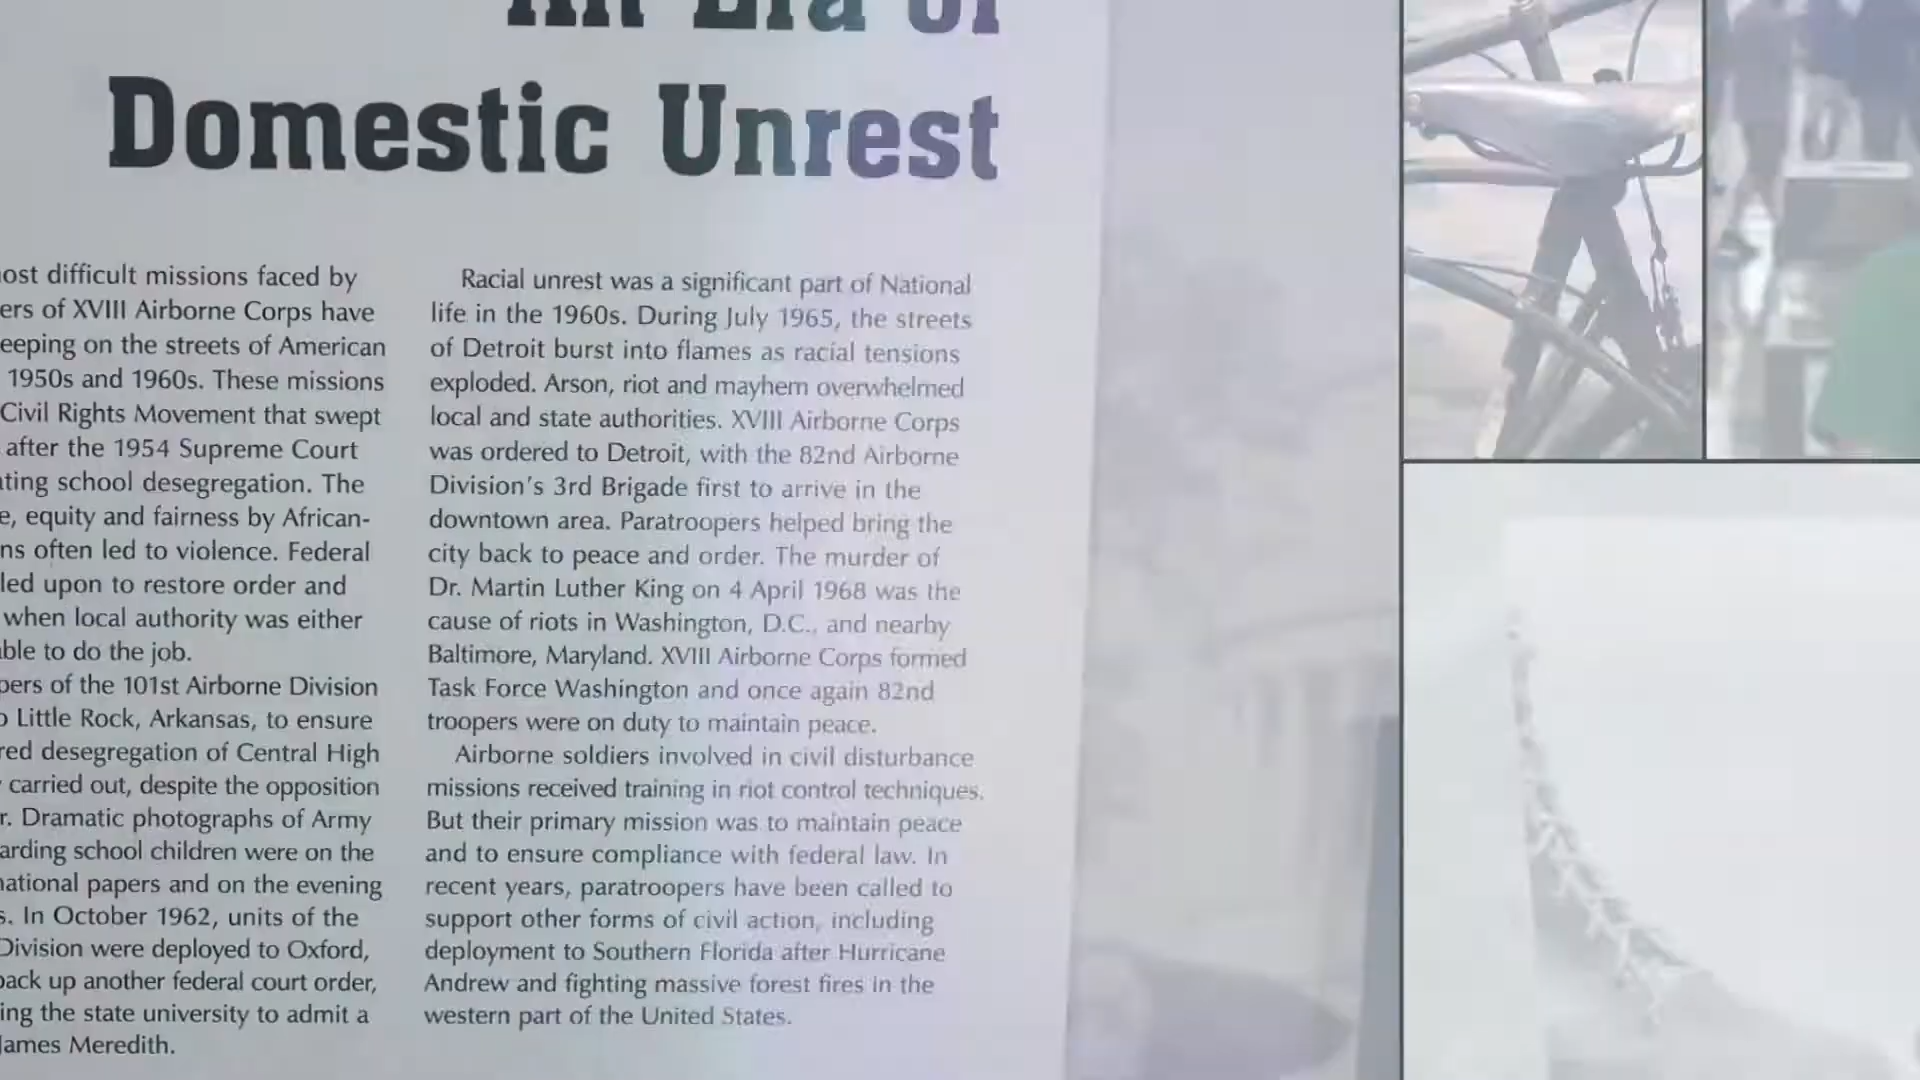 An Era of
Domestic Unrest
most difficult missions faced by
ers of XVIII Airborne Corps have
eeping on the streets of American
1950s and 1960s. These missions
Civil Rights Movement that swept
after the 1954 Supreme Court
ating school desegregation. The
e, equity and fairness by African-
ns often led to violence. Federal
led upon to restore order and
when local authority was either
able to do the job.
pers of the 101st Airborne Division
o Little Rock, Arkansas, to ensure
red desegregation of Central High
carried out, despite the opposition
r. Dramatic photographs of Army
arding school children were on the
national papers and on the evening
s. In October 1962, units of the
Division were deployed to Oxford,
back up another federal court order,
ing the state university to admit a
James Meredith.
Racial unrest was a significant part of National
life in the 1960s. During July 1965, the streets
of Detroit burst into flames as racial tensions
exploded. Arson, riot and mayhem overwhelmed
local and state authorities. XVIII Airborne Corps
was ordered to Detroit, with the 82nd Airborne
Division's 3rd Brigade first to arrive in the
downtown area. Paratroopers helped bring the
city back to peace and order. The murder of
Dr. Martin Luther King on 4 April 1968 was the
cause of riots in Washington, D.C., and nearby
Baltimore, Maryland. XVIII Airborne Corps formed
Task Force Washington and once again 82nd
troopers were on duty to maintain peace.
Airborne soldiers involved in civil disturbance
missions received training in riot control techniques.
But their primary mission was to maintain peace
and to ensure compliance with federal law. In
recent years, paratroopers have been called to
support other forms of civil action, including
deployment to Southern Florida after Hurricane
Andrew and fighting massive forest fires in the
western part of the United States.